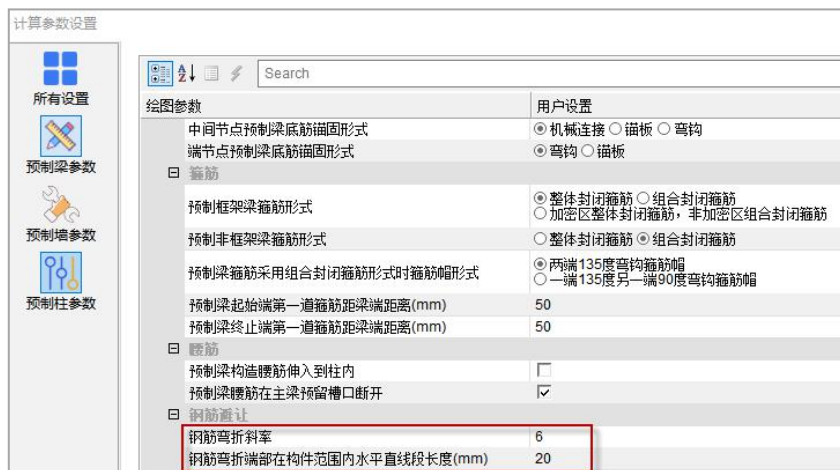 计算参数设置
所有设置
预制梁参数
预制墙参数
预制柱参数
Search
绘图参数 用户设置
中间节点预制梁底筋锚固形式 机械连接 锚板 弯钩
端节点预制梁底筋锚固形式 弯钩 锚板
箍筋
预制框架梁箍筋形式 整体封闭箍筋 组合封闭箍筋
加密区整体封闭箍筋，非加密区组合封闭箍筋
预制非框架梁箍筋形式 整体封闭箍筋 组合封闭箍筋
预制梁箍筋采用组合封闭箍筋形式时箍筋帽形式 两端135度弯钩箍筋帽
一端135度另一端90度弯钩箍筋帽
预制梁起始端第一道箍筋距梁端距离(mm) 50
预制梁终止端第一道箍筋距梁端距离(mm) 50
腰筋
预制梁构造腰筋伸入到柱内
预制梁腰筋在主梁预留槽口断开
钢筋避让
钢筋弯折斜率 6
钢筋弯折端部在构件范围内水平直线段长度(mm) 20